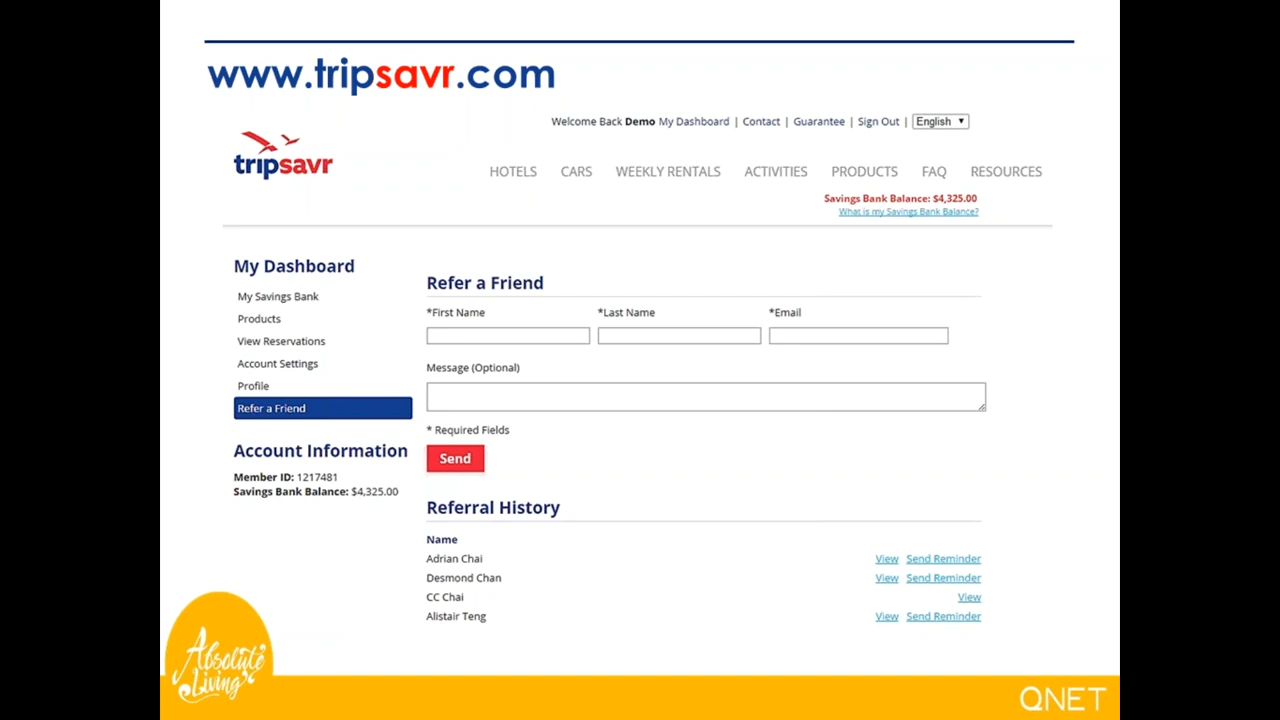 www.tripsavr.com
Welcome Back Demo My Dashboard | Contact | Guarantee | Sign Out | English
tripsavr
HOTELS CARS WEEKLY RENTALS ACTIVITIES PRODUCTS FAQ RESOURCES
Savings Bank Balance: $4,325.00
What is my Savings Bank Balance?
My Dashboard
My Savings Bank
Products
View Reservations
Account Settings
Profile
Refer a Friend
Account Information
Member ID: 1217481
Savings Bank Balance: $4,325.00
Refer a Friend
*First Name *Last Name *Email
Message (Optional)
* Required Fields
Send
Referral History
Name
Adrian Chai View Send Reminder
Desmond Chan View Send Reminder
CC Chai View
Alistair Teng View Send Reminder
Absolute
Living
QNET